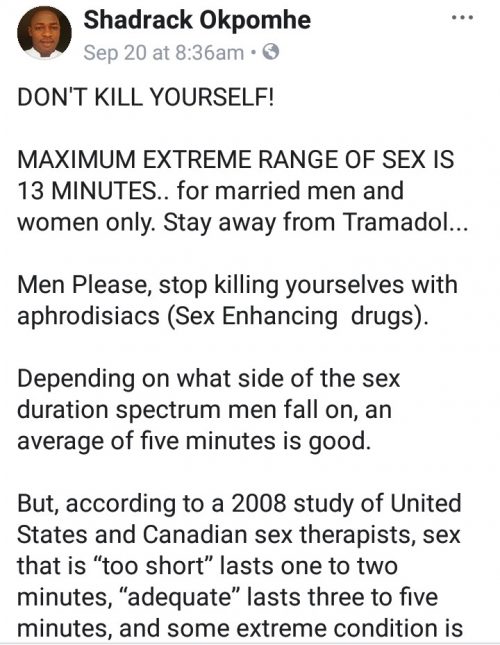 Shadrack Okpomhe
Sep 20 at 8:36am •
DON'T KILL YOURSELF!
MAXIMUM EXTREME RANGE OF SEX IS
13 MINUTES.. for married men and
women only. Stay away from Tramadol...
Men Please, stop killing yourselves with
aphrodisiacs (Sex Enhancing  drugs).
Depending on what side of the sex
duration spectrum men fall on, an
average of five minutes is good.
But, according to a 2008 study of United
States and Canadian sex therapists, sex
that is “too short” lasts one to two
minutes, “adequate” lasts three to five
minutes, and some extreme condition is